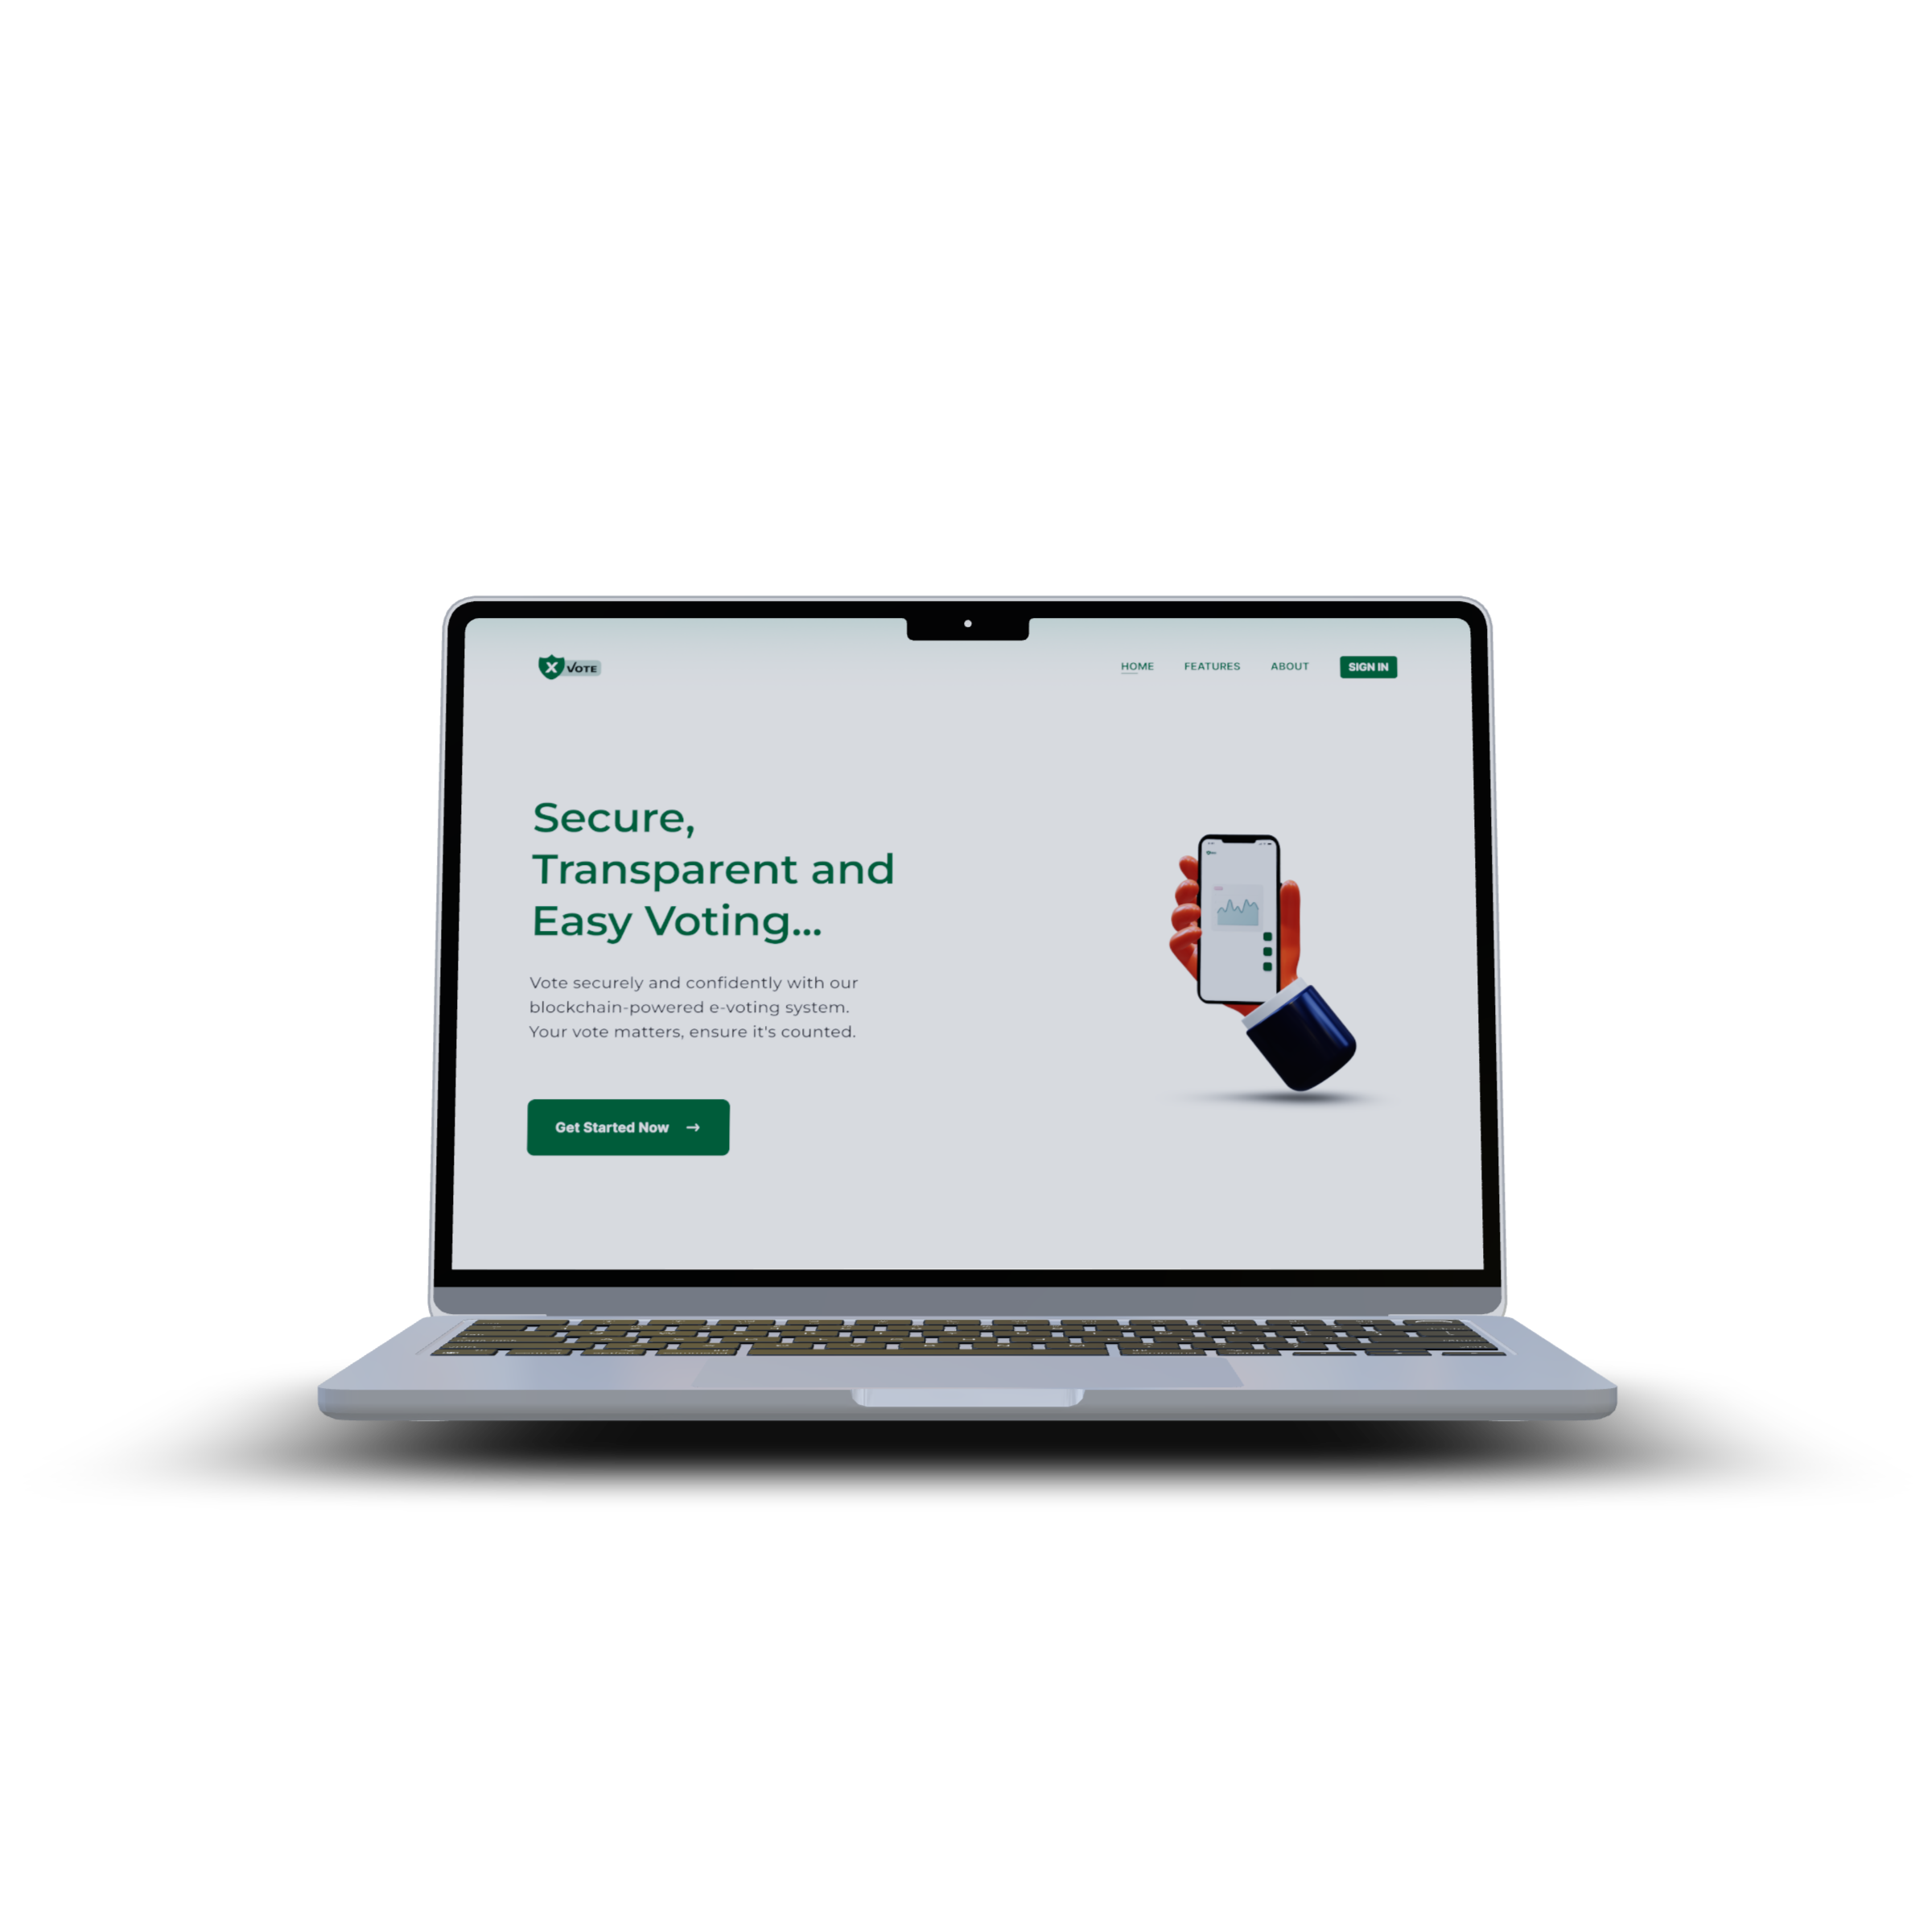 X VOTE
HOME FEATURES ABOUT SIGN IN
Secure,
Transparent and
Easy Voting...
Vote securely and confidently with our
blockchain-powered e-voting system.
Your vote matters, ensure it's counted.
Get Started Now →